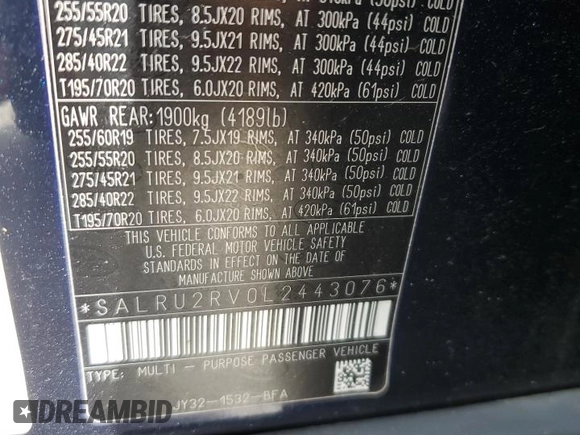 255/55R20 TIRES, 8.5JX20 RIMS, AT 300kPa (44psi) COLD
275/45R21 TIRES, 9.5JX21 RIMS, AT 300kPa (44psi) COLD
285/40R22 TIRES, 9.5JX22 RIMS, AT 300kPa (44psi) COLD
T195/70R20 TIRES, 6.0JX20 RIMS, AT 420kPa (61psi) COLD
GAWR REAR:1900kg (4189lb)
255/60R19 TIRES, 7.5JX19 RIMS, AT 340kPa (50psi) COLD
255/55R20 TIRES, 8.5JX20 RIMS, AT 340kPa (50psi) COLD
275/45R21 TIRES, 9.5JX21 RIMS, AT 340kPa (50psi) COLD
285/40R22 TIRES, 9.5JX22 RIMS, AT 340kPa (50psi) COLD
T195/70R20 TIRES, 6.0JX20 RIMS, AT 420kPa (61psi) COLD
THIS VEHICLE CONFORMS TO ALL APPLICABLE
U.S. FEDERAL MOTOR VEHICLE SAFETY
STANDARDS IN EFFECT ON THE DATE OF
MANUFACTURE SHOWN ABOVE
*SALRU2RV0L2443076*
TYPE: MULTI - PURPOSE PASSENGER VEHICLE
JY32-1532-BFA
DREAMBID